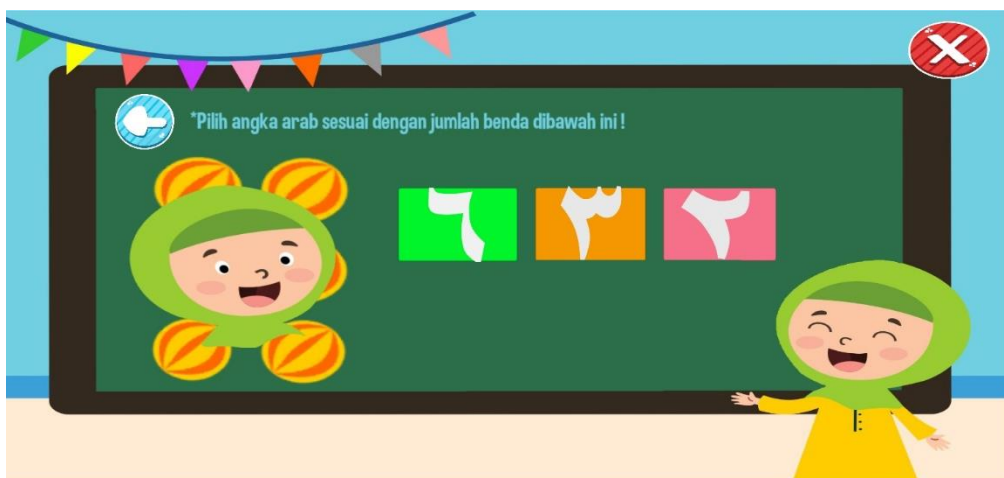 *Pilih angka arab sesuai dengan jumlah benda dibawah ini !
٦ ٣ ٢